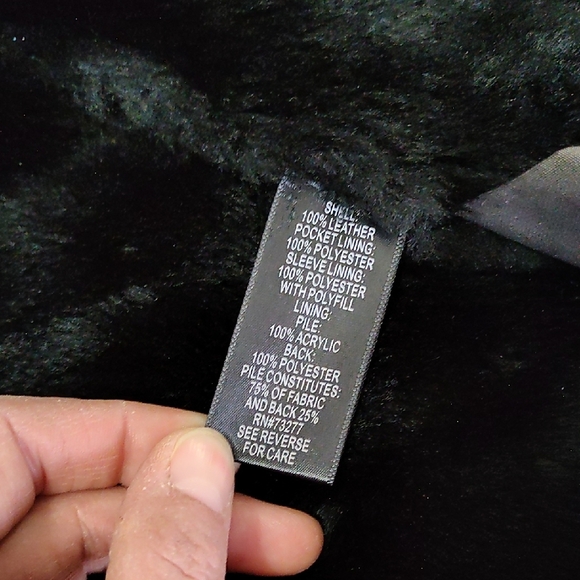 SHELL:
100% LEATHER
POCKET LINING:
100% POLYESTER
SLEEVE LINING:
100% POLYESTER
WITH POLYFILL
LINING:
PILE:
100% ACRYLIC
BACK:
100% POLYESTER
PILE CONSTITUTES:
75% OF FABRIC
AND BACK 25%
RN#73277
SEE REVERSE
FOR CARE